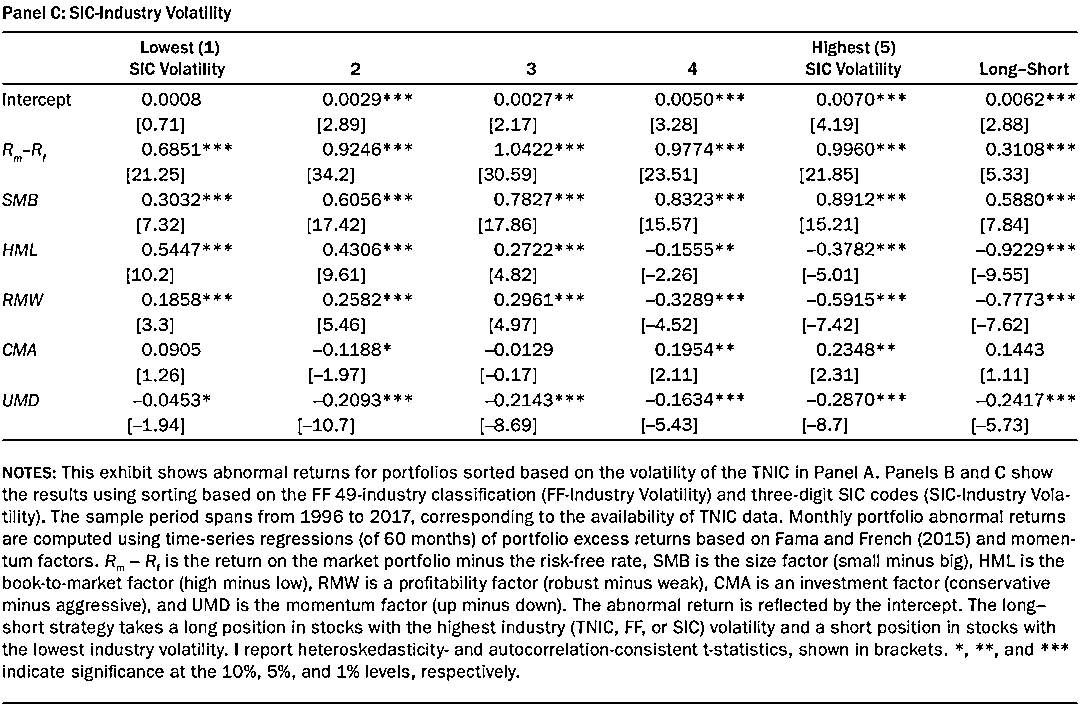 Panel C: SIC-Industry Volatility
Lowest (1) Highest (5)
SIC Volatility 2 3 4 SIC Volatility Long–Short
Intercept 0.0008 0.0029*** 0.0027** 0.0050*** 0.0070*** 0.0062***
[0.71] [2.89] [2.17] [3.28] [4.19] [2.88]
Rm–Rf 0.6851*** 0.9246*** 1.0422*** 0.9774*** 0.9960*** 0.3108***
[21.25] [34.2] [30.59] [23.51] [21.85] [5.33]
SMB 0.3032*** 0.6056*** 0.7827*** 0.8323*** 0.8912*** 0.5880***
[7.32] [17.42] [17.86] [15.57] [15.21] [7.84]
HML 0.5447*** 0.4306*** 0.2722*** –0.1555** –0.3782*** –0.9229***
[10.2] [9.61] [4.82] [–2.26] [–5.01] [–9.55]
RMW 0.1858*** 0.2582*** 0.2961*** –0.3289*** –0.5915*** –0.7773***
[3.3] [5.46] [4.97] [–4.52] [–7.42] [–7.62]
CMA 0.0905 –0.1188* –0.0129 0.1954** 0.2348** 0.1443
[1.26] [–1.97] [–0.17] [2.11] [2.31] [1.11]
UMD –0.0453* –0.2093*** –0.2143*** –0.1634*** –0.2870*** –0.2417***
[–1.94] [–10.7] [–8.69] [–5.43] [–8.7] [–5.73]
NOTES: This exhibit shows abnormal returns for portfolios sorted based on the volatility of the TNIC in Panel A. Panels B and C show
the results using sorting based on the FF 49-industry classification (FF-Industry Volatility) and three-digit SIC codes (SIC-Industry Vola-
tility). The sample period spans from 1996 to 2017, corresponding to the availability of TNIC data. Monthly portfolio abnormal returns
are computed using time-series regressions (of 60 months) of portfolio excess returns based on Fama and French (2015) and momen-
tum factors. Rm – Rf is the return on the market portfolio minus the risk-free rate, SMB is the size factor (small minus big), HML is the
book-to-market factor (high minus low), RMW is a profitability factor (robust minus weak), CMA is an investment factor (conservative
minus aggressive), and UMD is the momentum factor (up minus down). The abnormal return is reflected by the intercept. The long–
short strategy takes a long position in stocks with the highest industry (TNIC, FF, or SIC) volatility and a short position in stocks with
the lowest industry volatility. I report heteroskedasticity- and autocorrelation-consistent t-statistics, shown in brackets. *, **, and ***
indicate significance at the 10%, 5%, and 1% levels, respectively.